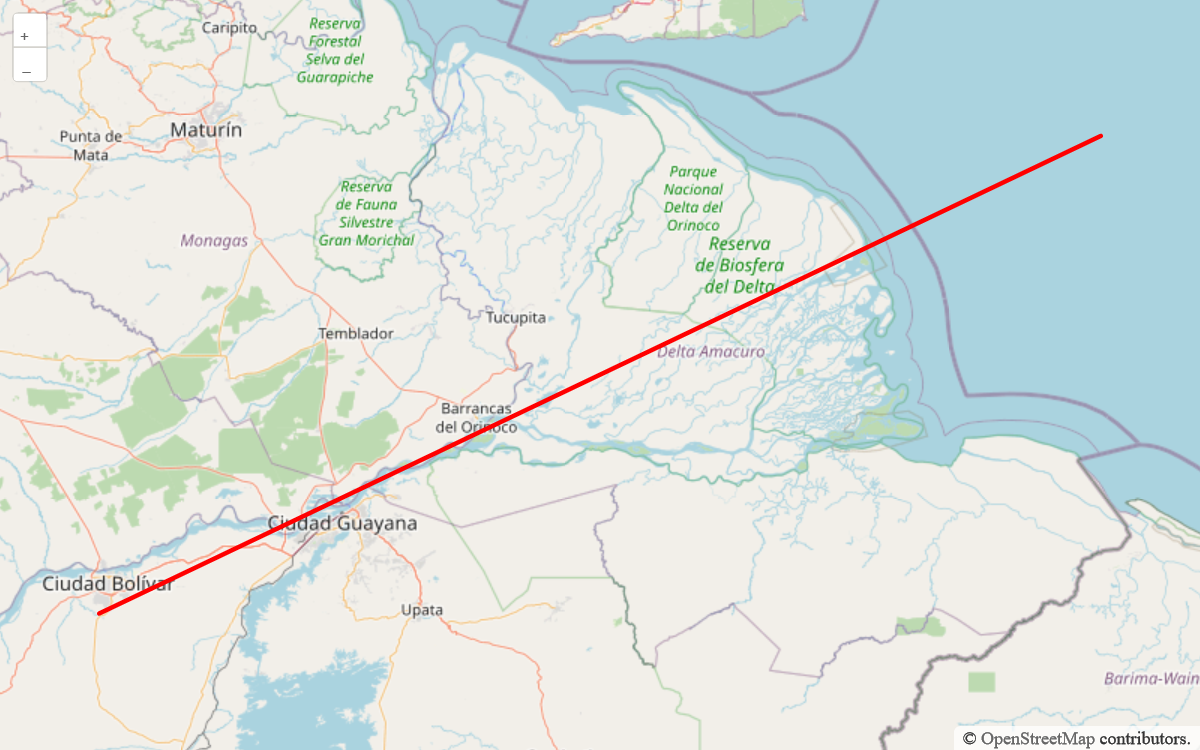 +
–
Caripito
Reserva
Forestal
Selva del
Guarapiche
Maturín
Punta de
Mata
Parque
Nacional
Delta del
Orinoco
Reserva
de Fauna
Silvestre
Gran Morichal
Monagas
Reserva
de Biosfera
del Delta
Tucupita
Temblador
Delta Amacuro
Barrancas
del Orinoco
Ciudad Guayana
Ciudad Bolívar
Upata
Barima-Wain
© OpenStreetMap contributors.